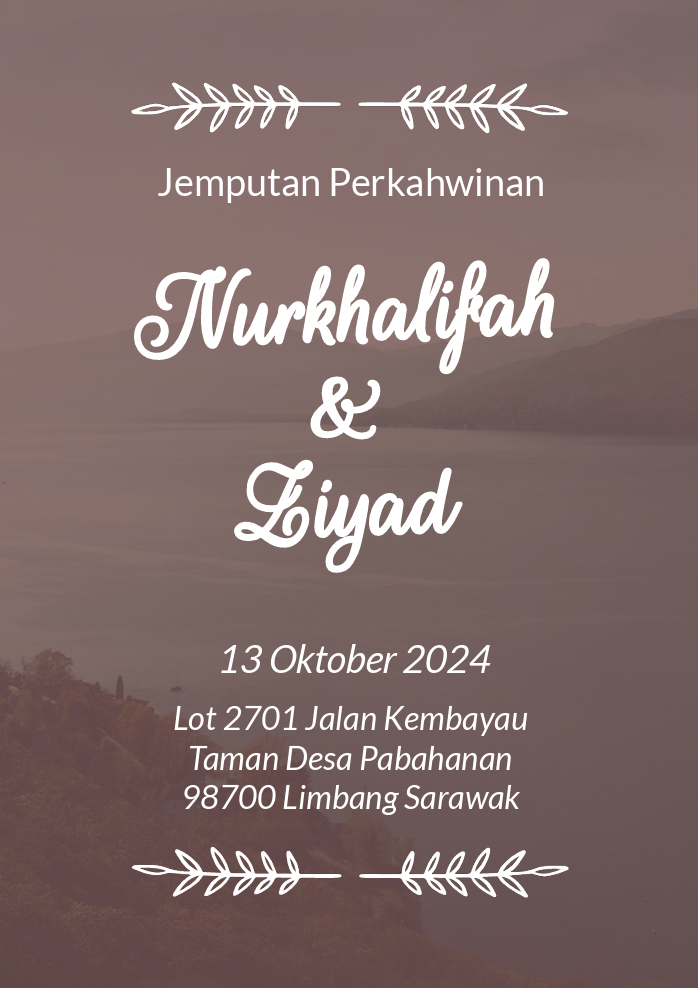 Jemputan Perkahwinan
Nurkhalifah
&
Ziyad
13 Oktober 2024
Lot 2701 Jalan Kembayau
Taman Desa Pabahanan
98700 Limbang Sarawak